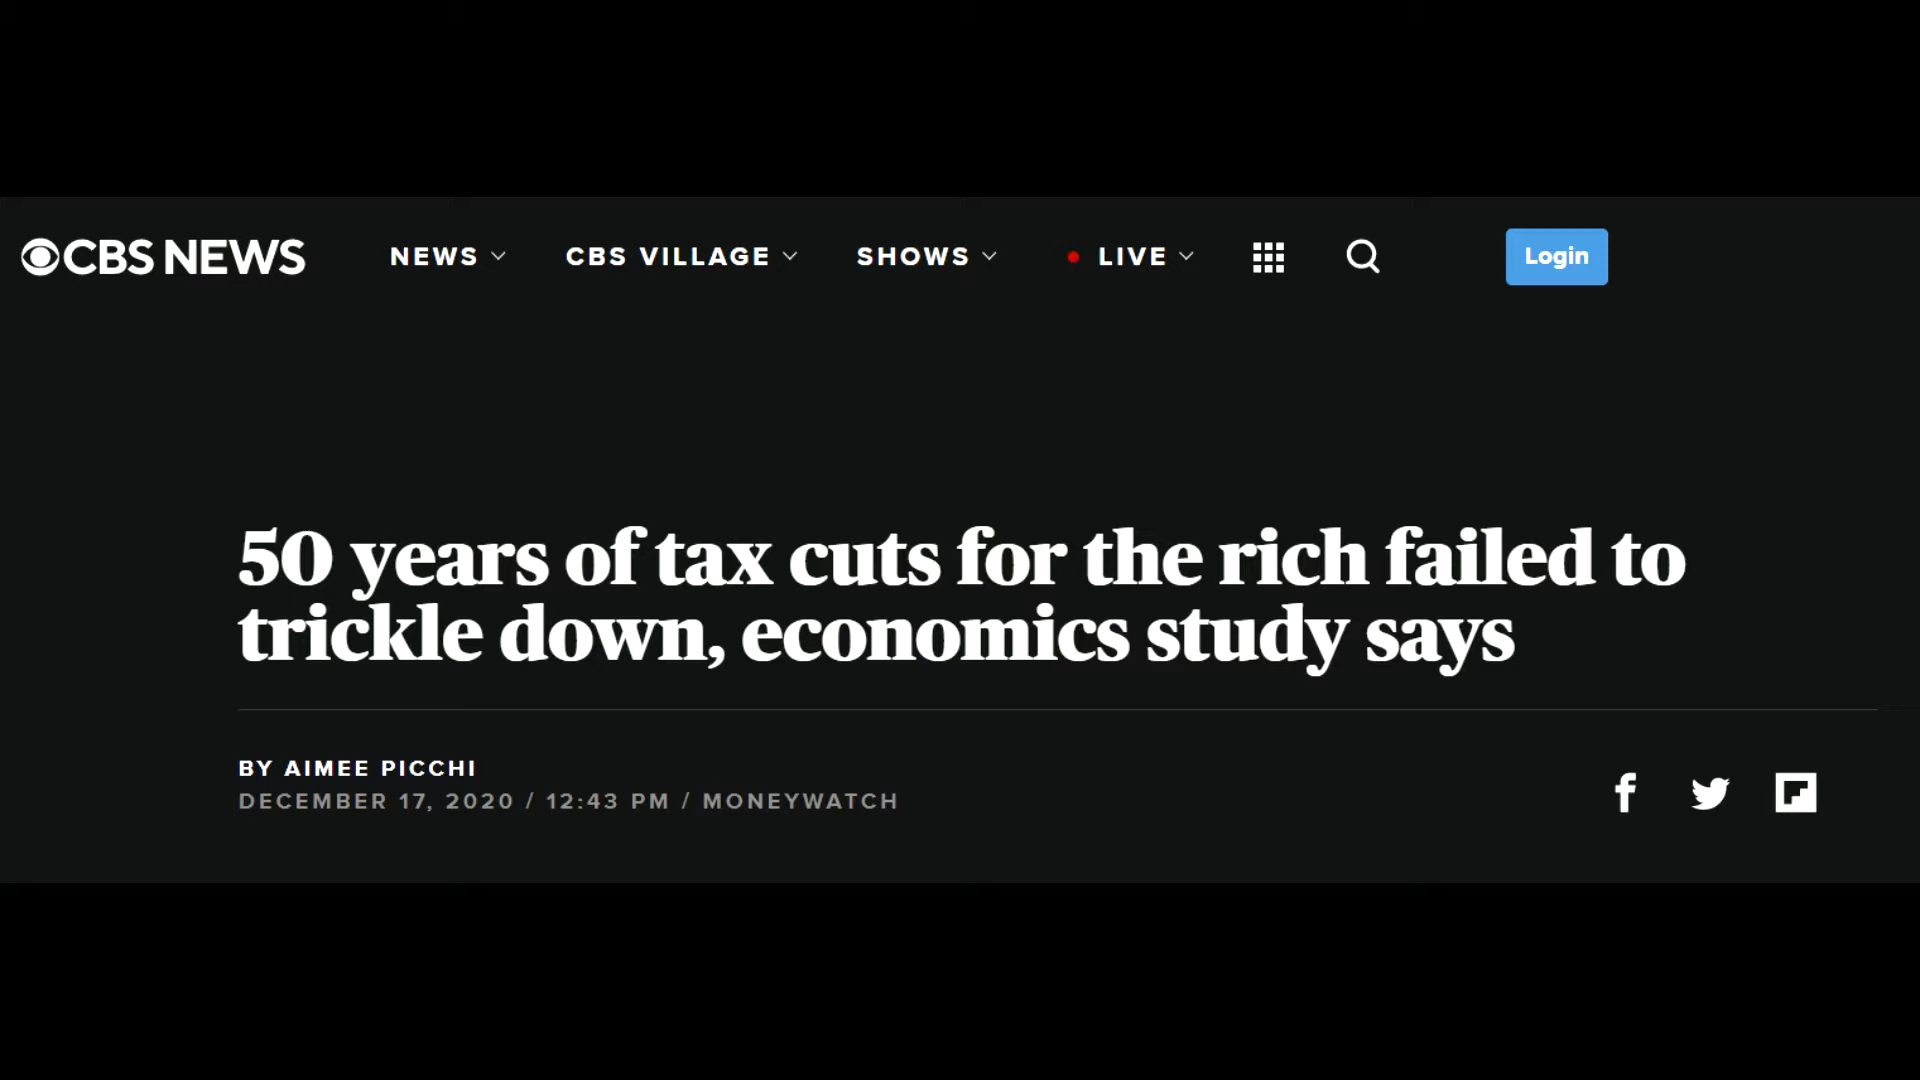 CBS NEWS NEWS CBS VILLAGE SHOWS LIVE Login
50 years of tax cuts for the rich failed to
trickle down, economics study says
BY AIMEE PICCHI
DECEMBER 17, 2020 / 12:43 PM / MONEYWATCH